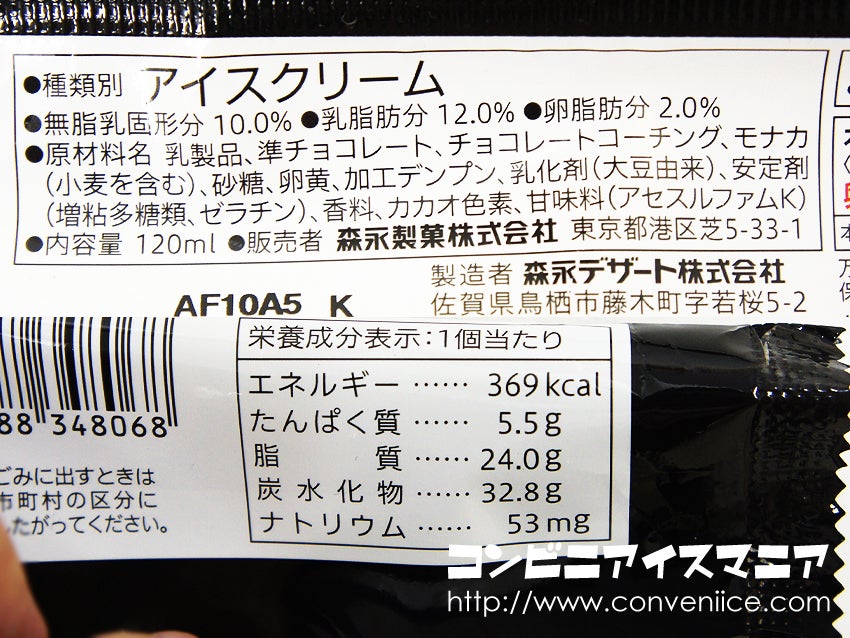 ●種類別 アイスクリーム
●無脂乳固形分 10.0% ●乳脂肪分 12.0% ●卵脂肪分 2.0%
●原材料名 乳製品、準チョコレート、チョコレートコーチング、モナカ
(小麦を含む)、砂糖、卵黄、加工デンプン、乳化剤(大豆由来)、安定剤
(増粘多糖類、ゼラチン)、香料、カカオ色素、甘味料(アセスルファムK)
●内容量 120ml ●販売者 森永製菓株式会社 東京都港区芝5-33-1
製造者 森永デザート株式会社
佐賀県鳥栖市藤木町字若桜5-2
AF10A5 K
栄養成分表示:1個当たり
エネルギー …… 369kcal
たんぱく質 …… 5.5g
脂質 …… 24.0g
炭水化物 …… 32.8g
ナトリウム …… 53mg
88 348068
ごみに出すときは
市町村の区分に
したがってください。
コンビニアイスマニア
http://www.conveniice.com/